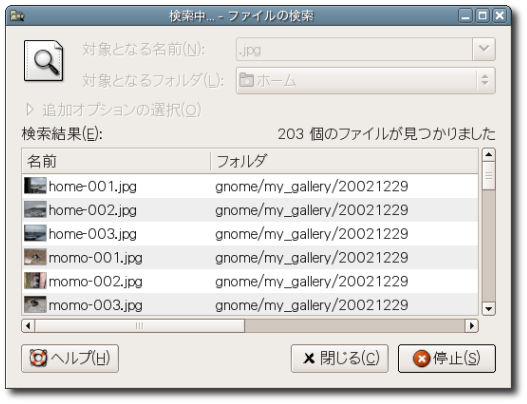 検索中... - ファイルの検索
対象となる名前(N): .jpg
対象となるフォルダ(L): ホーム
追加オプションの選択(O)
検索結果(E): 203 個のファイルが見つかりました
名前 フォルダ
home-001.jpg gnome/my_gallery/20021229
home-002.jpg gnome/my_gallery/20021229
home-003.jpg gnome/my_gallery/20021229
momo-001.jpg gnome/my_gallery/20021229
momo-002.jpg gnome/my_gallery/20021229
momo-003.jpg gnome/my_gallery/20021229
ヘルプ(H) 閉じる(C) 停止(S)